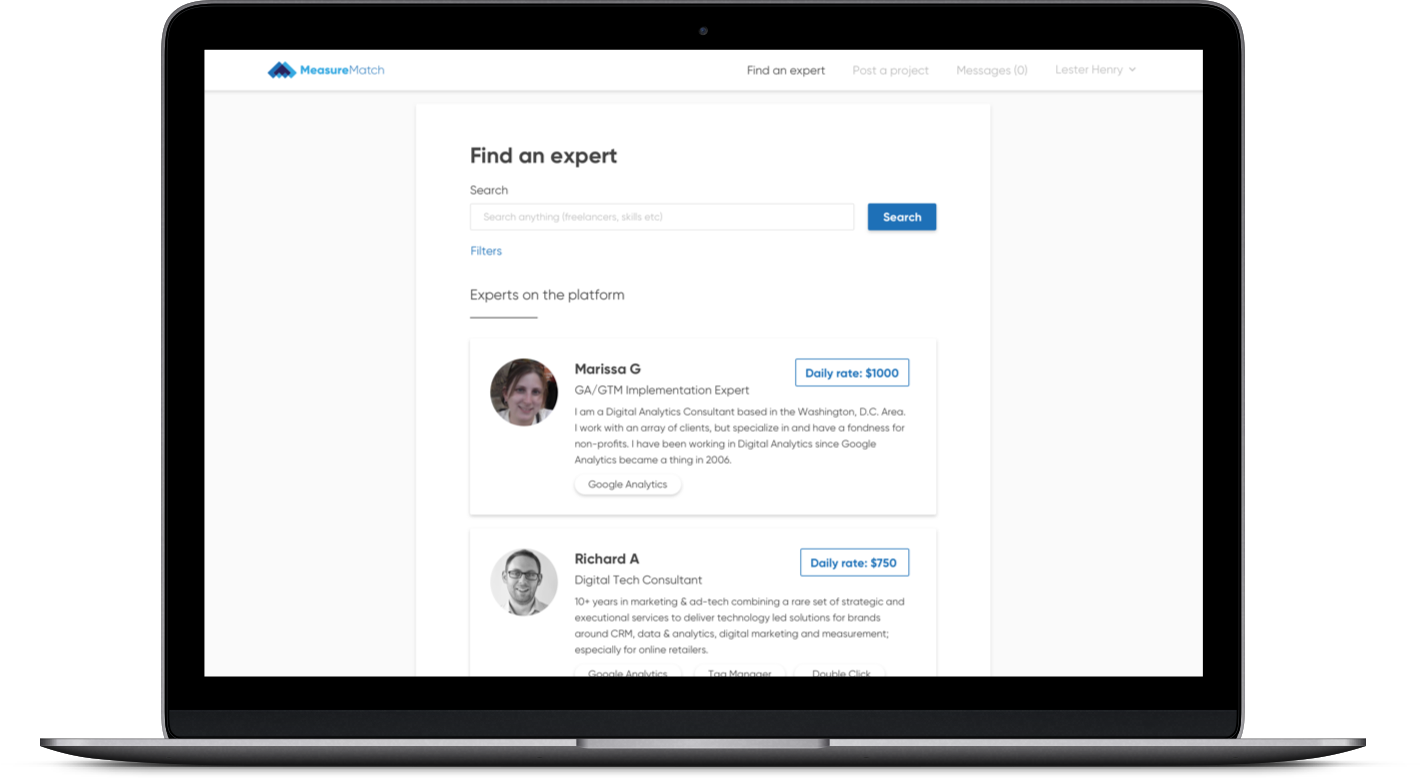 MeasureMatch
Find an expert
Post a project
Messages (0)
Lester Henry
Find an expert
Search
Search anything (freelancers, skills etc)
Search
Filters
Experts on the platform
Marissa G
Daily rate: $1000
GA/GTM Implementation Expert
I am a Digital Analytics Consultant based in the Washington, D.C. Area.
I work with an array of clients, but specialize in and have a fondness for
non-profits. I have been working in Digital Analytics since Google
Analytics became a thing in 2006.
Google Analytics
Richard A
Daily rate: $750
Digital Tech Consultant
10+ years in marketing & ad-tech combining a rare set of strategic and
executional services to deliver technology led solutions for brands
around CRM, data & analytics, digital marketing and measurement;
especially for online retailers.
Google Analytics
Tag Manager
Double Click